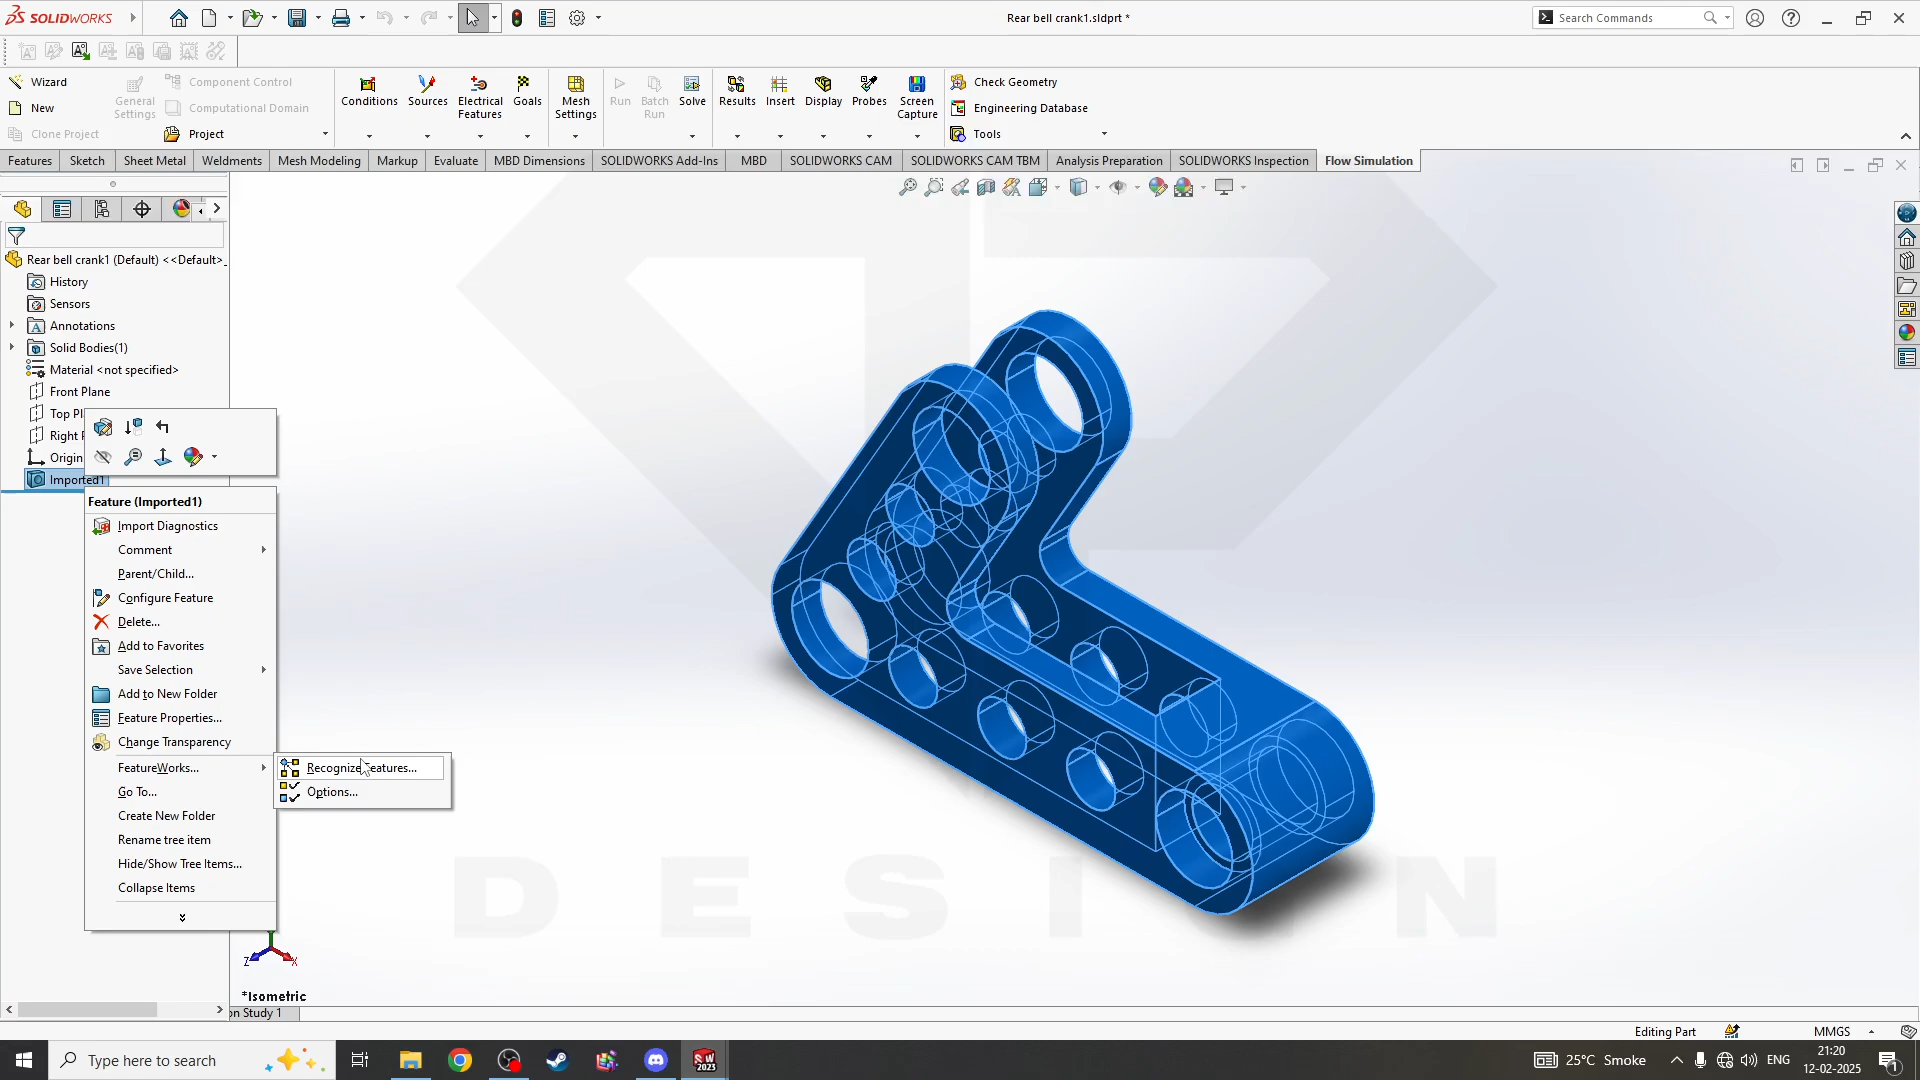 SOLIDWORKS
Rear bell crank1.sldprt *
Search Commands
Wizard
New
Clone Project
General Settings
Component Control
Computational Domain
Project
Conditions
Sources
Electrical Features
Goals
Mesh Settings
Run
Batch Run
Solve
Results
Insert
Display
Probes
Screen Capture
Check Geometry
Engineering Database
Tools
Features
Sketch
Sheet Metal
Weldments
Mesh Modeling
Markup
Evaluate
MBD Dimensions
SOLIDWORKS Add-Ins
MBD
SOLIDWORKS CAM
SOLIDWORKS CAM TBM
Analysis Preparation
SOLIDWORKS Inspection
Flow Simulation
Rear bell crank1 (Default) <<Default>_
History
Sensors
Annotations
Solid Bodies(1)
Material <not specified>
Front Plane
Top Pl
Right P
Origin
Imported1
Feature (Imported1)
Import Diagnostics
Comment
Parent/Child...
Configure Feature
Delete...
Add to Favorites
Save Selection
Add to New Folder
Feature Properties...
Change Transparency
FeatureWorks...
Go To...
Create New Folder
Rename tree item
Hide/Show Tree Items...
Collapse Items
Recognize Features...
Options...
DESIGN
Z
X
*Isometric
on Study 1
Editing Part
MMGS
Type here to search
SW
2023
25°C Smoke
ENG
21:20
12-02-2025
1